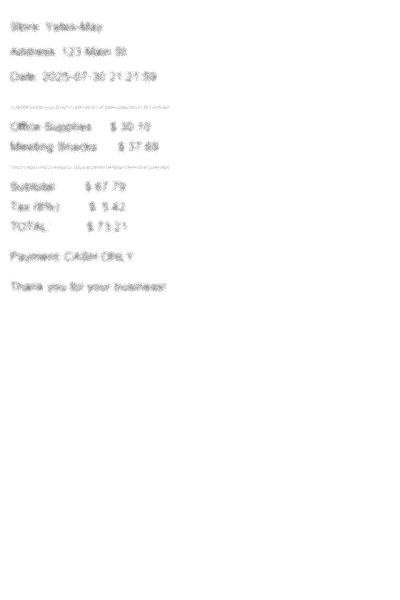 Store: Yates-May
Address: 123 Main St
Date: 2025-07-30 21:21:59
Office Supplies $ 30.10
Meeting Snacks $ 37.69
Subtotal: $ 67.79
Tax (8%): $ 5.42
TOTAL: $ 73.21
Payment: CASH ONLY
Thank you for your business!